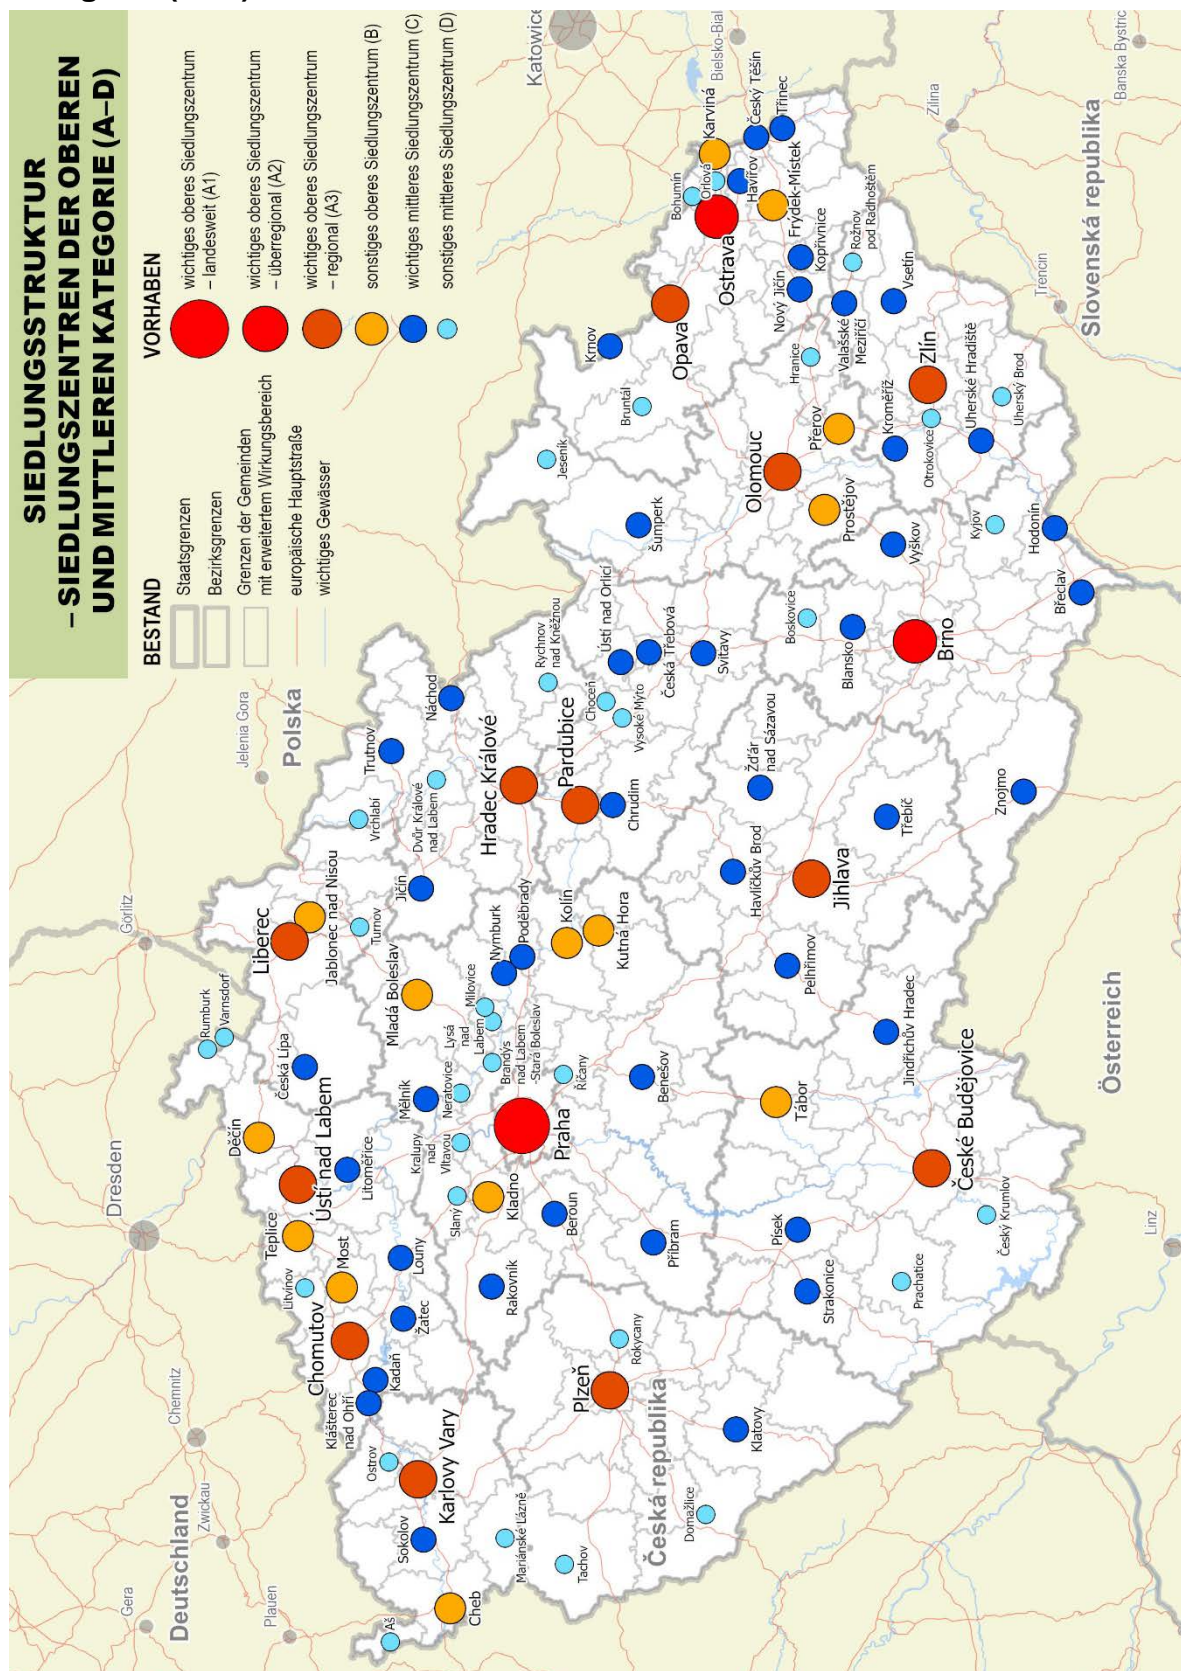 SIEDLUNGSSTRUKTUR
– SIEDLUNGSZENTREN DER OBEREN
UND MITTLEREN KATEGORIE (A–D)
BESTAND
Staatsgrenzen
Bezirksgrenzen
Grenzen der Gemeinden
mit erweitertem Wirkungsbereich
europäische Hauptstraße
wichtiges Gewässer
VORHABEN
wichtiges oberes Siedlungszentrum
– landesweit (A1)
wichtiges oberes Siedlungszentrum
– überregional (A2)
wichtiges oberes Siedlungszentrum
– regional (A3)
sonstiges oberes Siedlungszentrum (B)
wichtiges mittleres Siedlungszentrum (C)
sonstiges mittleres Siedlungszentrum (D)
Gera
Deutschland
Plauen
Zwickau
Chemnitz
Dresden
Görlitz
Jelenia Gora
Polska
Katowice
Bielsko-Bial
Banska Bystric
Zilina
Slovenská republika
Trencin
Österreich
Linz
Česká republika
Aš
Cheb
Sokolov
Karlovy Vary
Ostrov
Mariánské Lázně
Tachov
Domažlice
Klášterec
nad Ohří
Kadaň
Chomutov
Žatec
Louny
Litvínov
Most
Teplice
Ústí nad Labem
Litoměřice
Děčín
Rumburk
Varnsdorf
Česká Lípa
Liberec
Jablonec nad Nisou
Turnov
Jičín
Vrchlabí
Trutnov
Dvůr Králové
nad Labem
Náchod
Hradec Králové
Pardubice
Chrudim
Rychnov
nad Kněžnou
Choceň
Vysoké Mýto
Ústí nad Orlicí
Česká Třebová
Svitavy
Mladá Boleslav
Mělník
Neratovice
Kralupy
nad
Vltavou
Slaný
Kladno
Rakovník
Beroun
Praha
Říčany
Brandýs
nad Labem
-Stará Boleslav
Lysá
nad
Labem
Milovice
Nymburk
Poděbrady
Kolín
Kutná Hora
Benešov
Příbram
Plzeň
Rokycany
Klatovy
Písek
Strakonice
Prachatice
Český Krumlov
České Budějovice
Tábor
Jindřichův Hradec
Pelhřimov
Jihlava
Havlíčkův Brod
Žďár
nad Sázavou
Třebíč
Znojmo
Brno
Blansko
Boskovice
Vyškov
Břeclav
Hodonín
Kyjov
Šumperk
Jeseník
Olomouc
Prostějov
Přerov
Hranice
Kroměříž
Otrokovice
Zlín
Uherské Hradiště
Uherský Brod
Vsetín
Valašské
Meziříčí
Rožnov
pod Radhoštěm
Bruntál
Krnov
Opava
Ostrava
Bohumín
Orlová
Karviná
Havířov
Český Těšín
Třinec
Frýdek-Místek
Kopřivnice
Nový Jičín